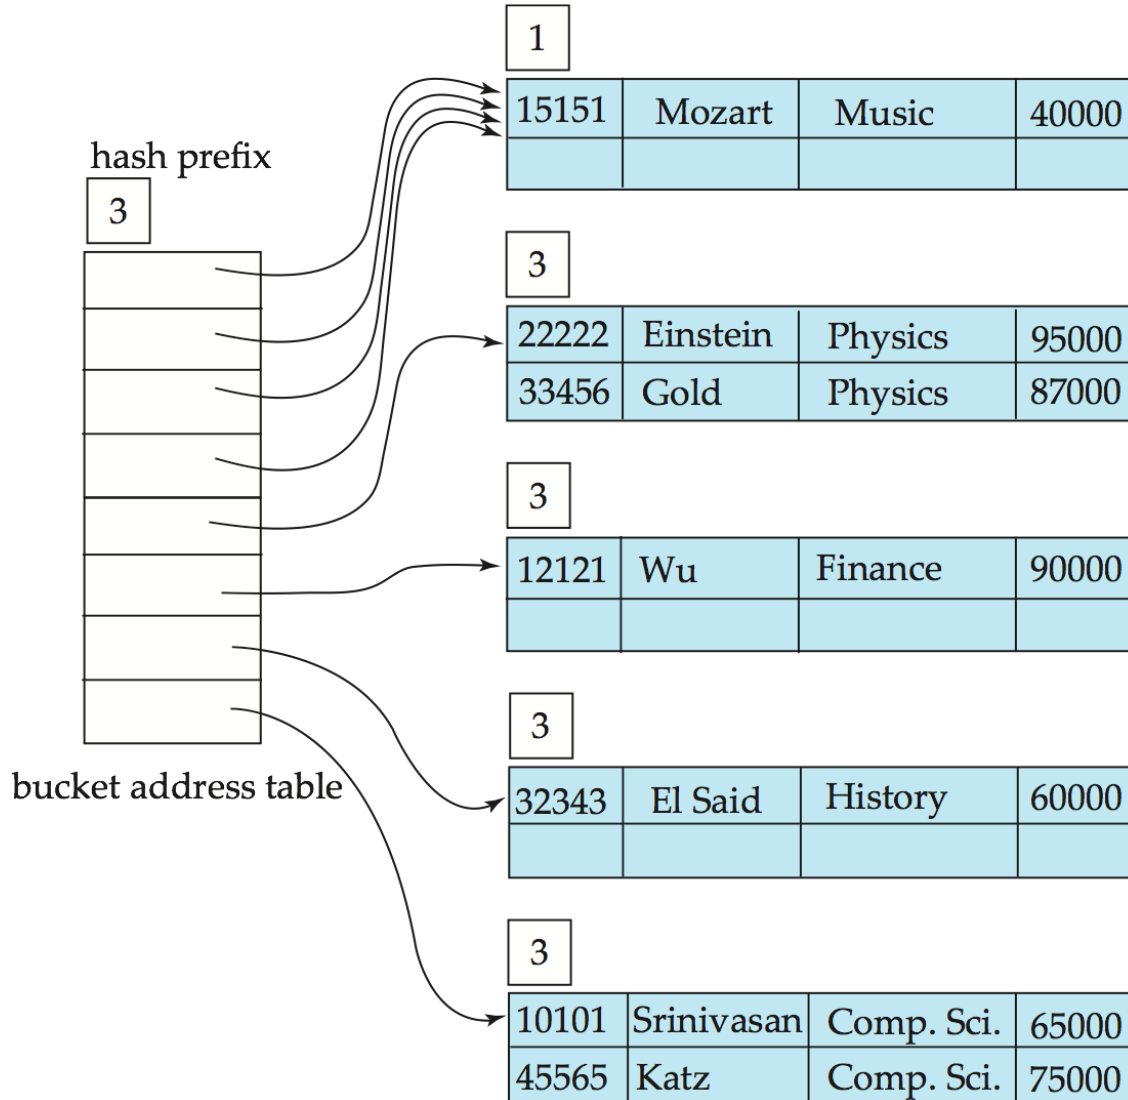 1
15151 Mozart Music 40000
hash prefix
3
3
22222 Einstein Physics 95000
33456 Gold Physics 87000
3
12121 Wu Finance 90000
3
bucket address table
32343 El Said History 60000
3
10101 Srinivasan Comp. Sci. 65000
45565 Katz Comp. Sci. 75000